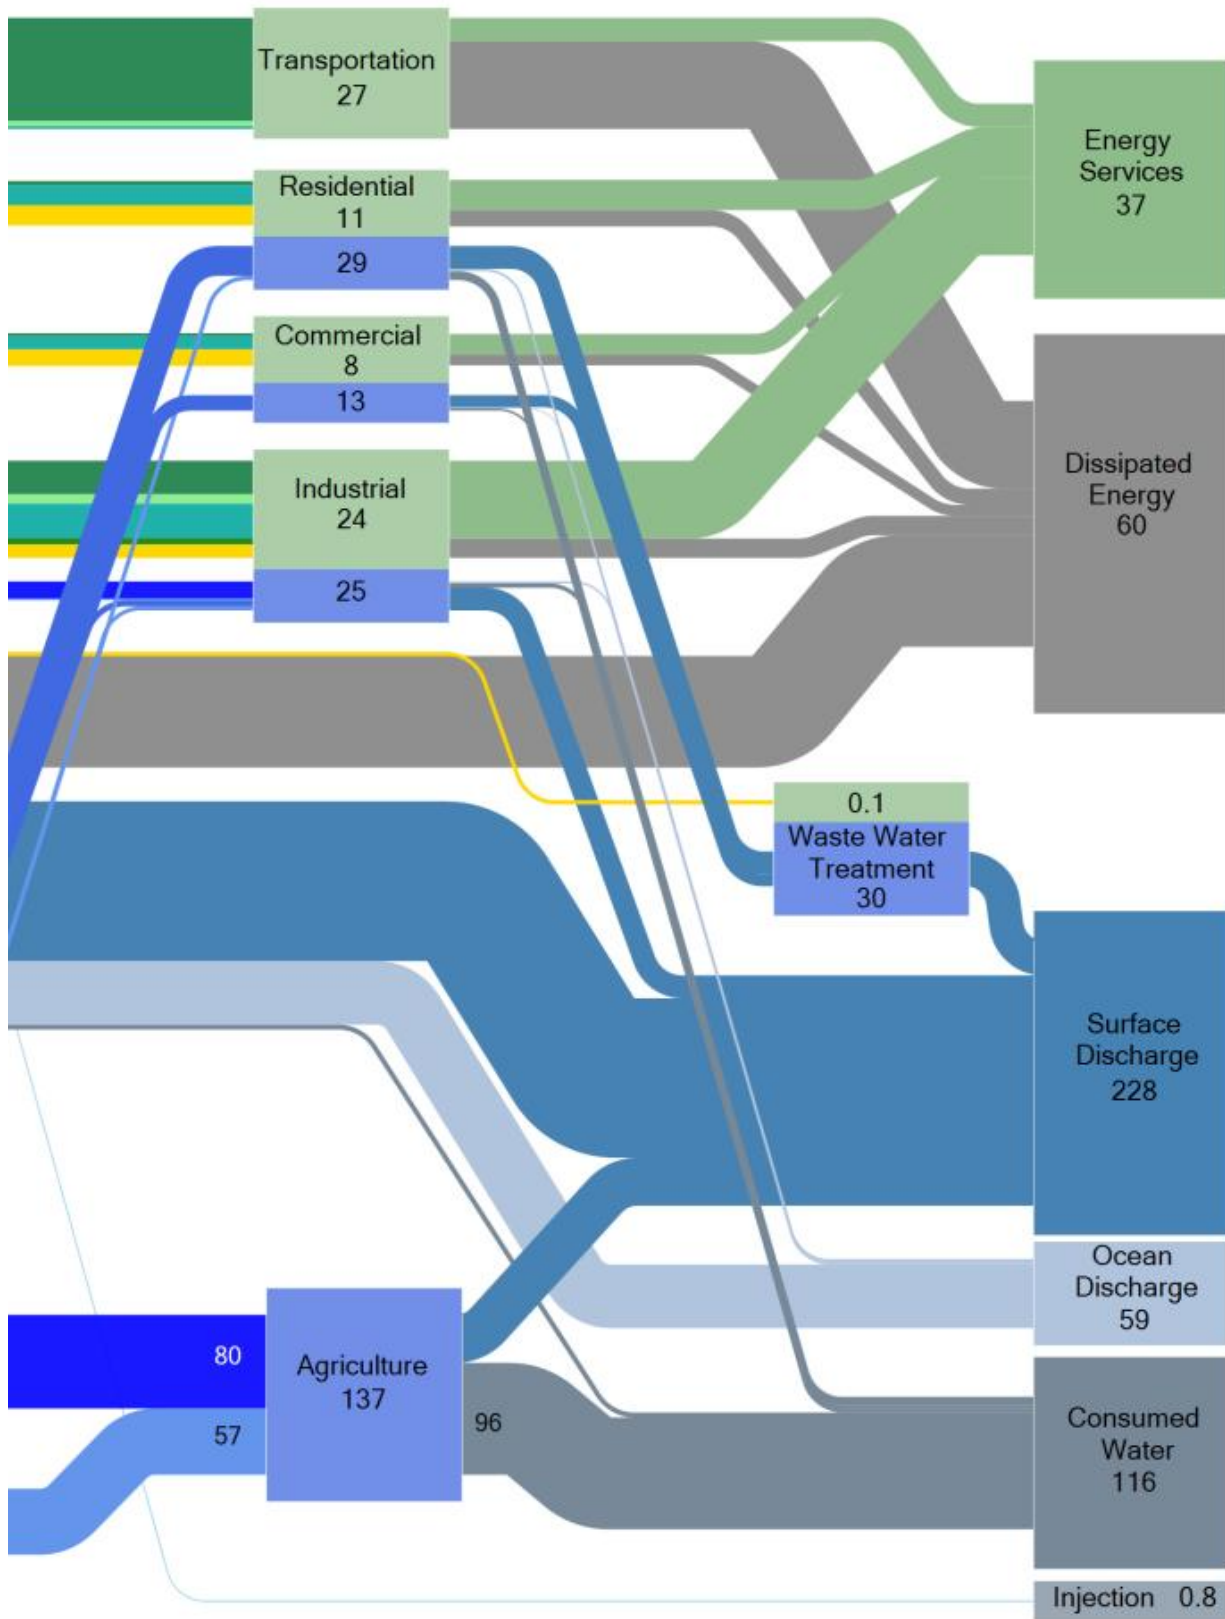 Transportation
27
Residential
11
29
Commercial
8
13
Industrial
24
25
Energy
Services
37
Dissipated
Energy
60
0.1
Waste Water
Treatment
30
Surface
Discharge
228
Ocean
Discharge
59
80
57
Agriculture
137
96
Consumed
Water
116
Injection 0.8